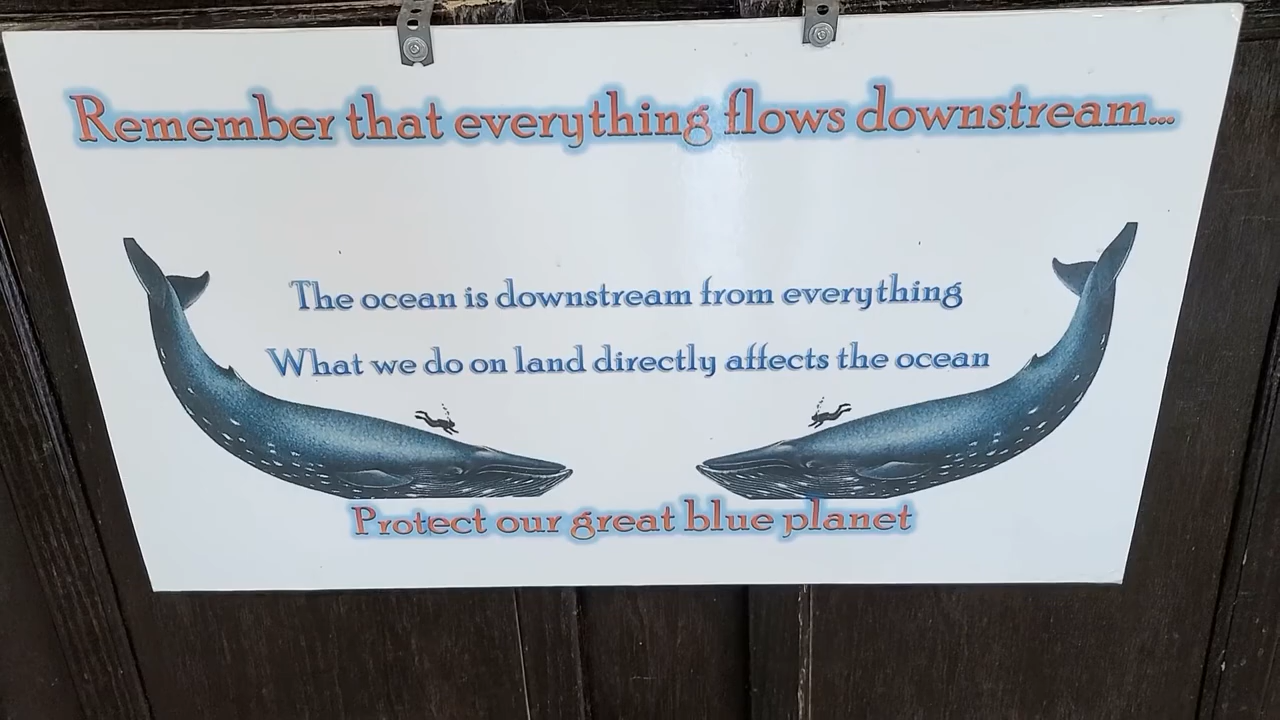 Remember that everything flows downstream...
The ocean is downstream from everything
What we do on land directly affects the ocean
Protect our great blue planet